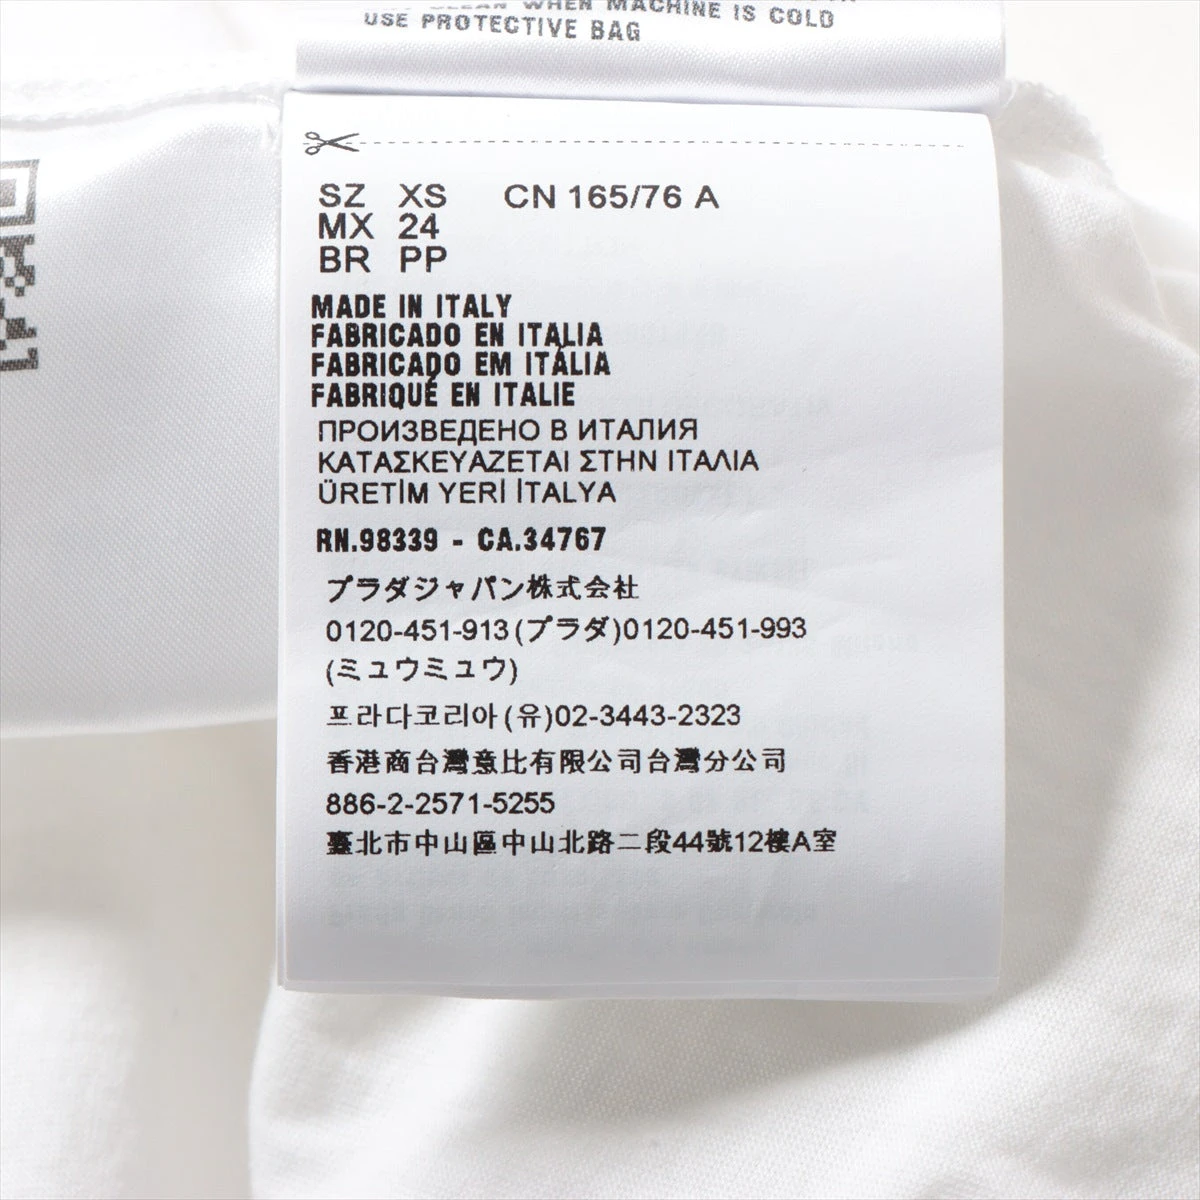 WHEN MACHINE IS COLD
USE PROTECTIVE BAG
SZ XS CN 165/76 A
MX 24
BR PP
MADE IN ITALY
FABRICADO EN ITALIA
FABRICADO EM ITÁLIA
FABRIQUÉ EN ITALIE
ПРОИЗВЕДЕНО В ИТАЛИЯ
ΚΑΤΑΣΚΕΥΑΖΕΤΑΙ ΣΤΗΝ ΙΤΑΛΙΑ
ÜRETİM YERİ İTALYA
RN.98339 - CA.34767
プラダジャパン株式会社
0120-451-913(プラダ)0120-451-993
(ミュウミュウ)
프라다코리아(유)02-3443-2323
香港商台灣意比有限公司台灣分公司
886-2-2571-5255
臺北市中山區中山北路二段44號12樓A室